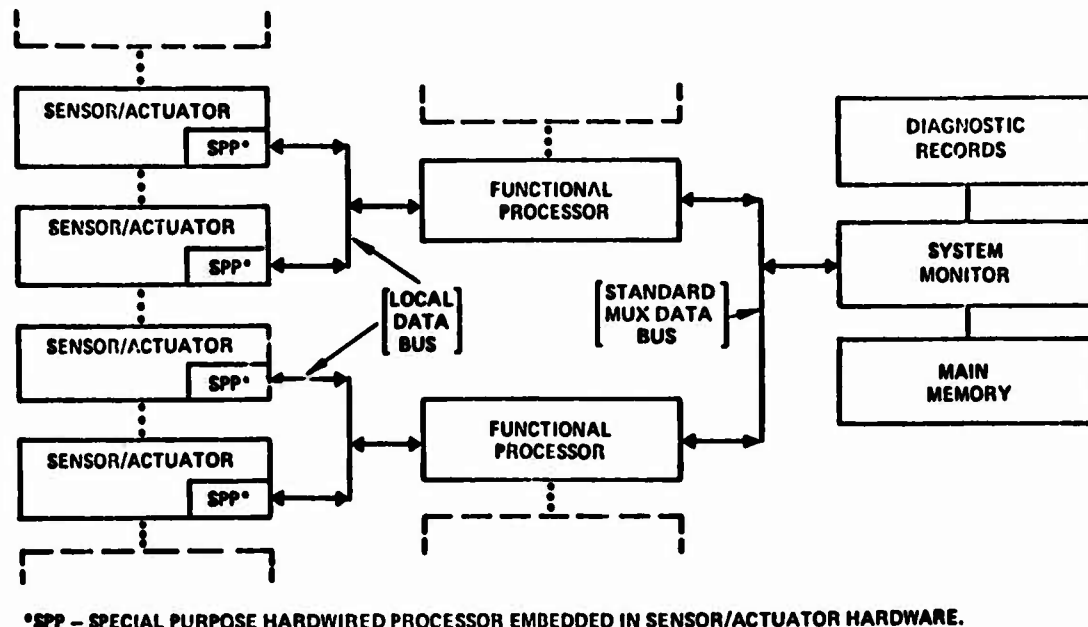 SENSOR/ACTUATOR
SPP*
SENSOR/ACTUATOR
SPP*
SENSOR/ACTUATOR
SPP*
SENSOR/ACTUATOR
SPP*
LOCAL
DATA
BUS
FUNCTIONAL
PROCESSOR
STANDARD
MUX DATA
BUS
FUNCTIONAL
PROCESSOR
DIAGNOSTIC
RECORDS
SYSTEM
MONITOR
MAIN
MEMORY
*SPP – SPECIAL PURPOSE HARDWIRED PROCESSOR EMBEDDED IN SENSOR/ACTUATOR HARDWARE.